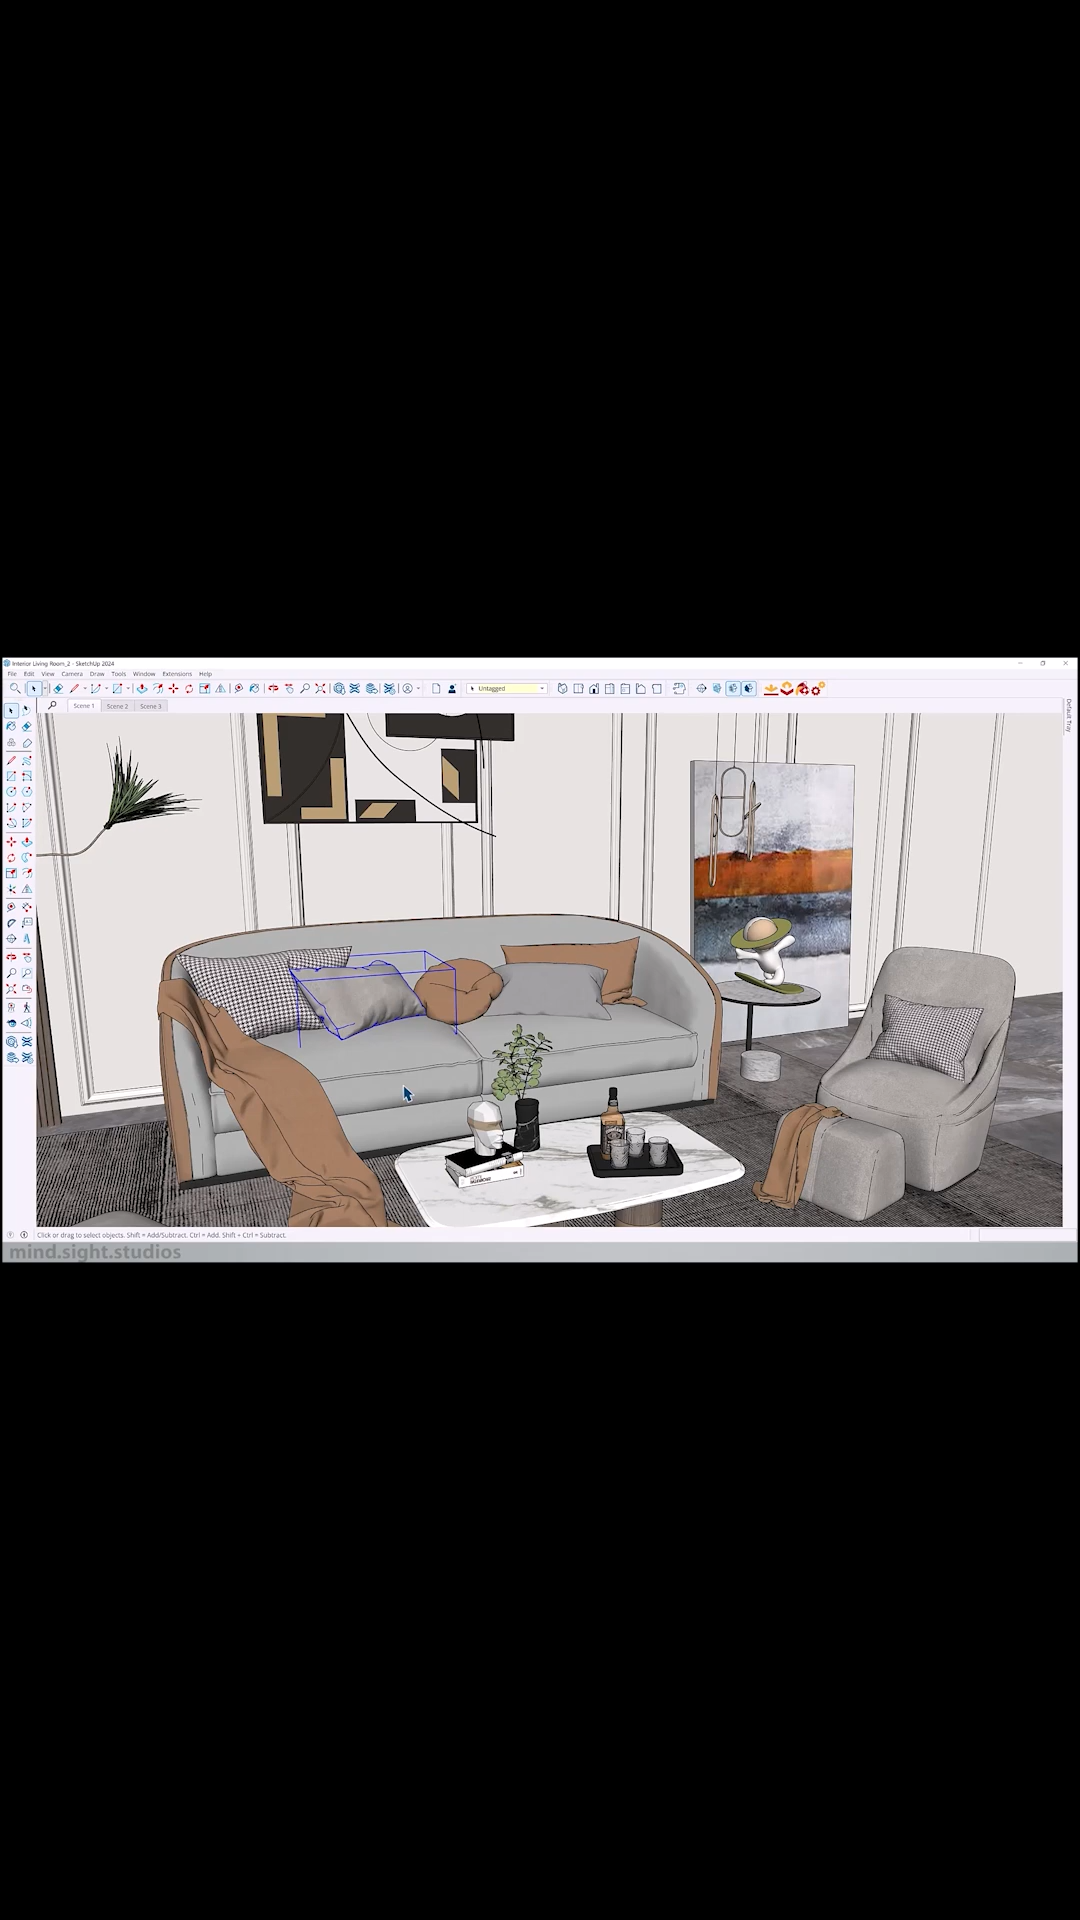 Interior Living Room_2 - SketchUp 2024
File Edit View Camera Draw Tools Window Extensions Help
Untagged
Scene 1 Scene 2 Scene 3
Default Tray
Click or drag to select objects. Shift = Add/Subtract. Ctrl = Add. Shift + Ctrl = Subtract.
mind.sight.studios